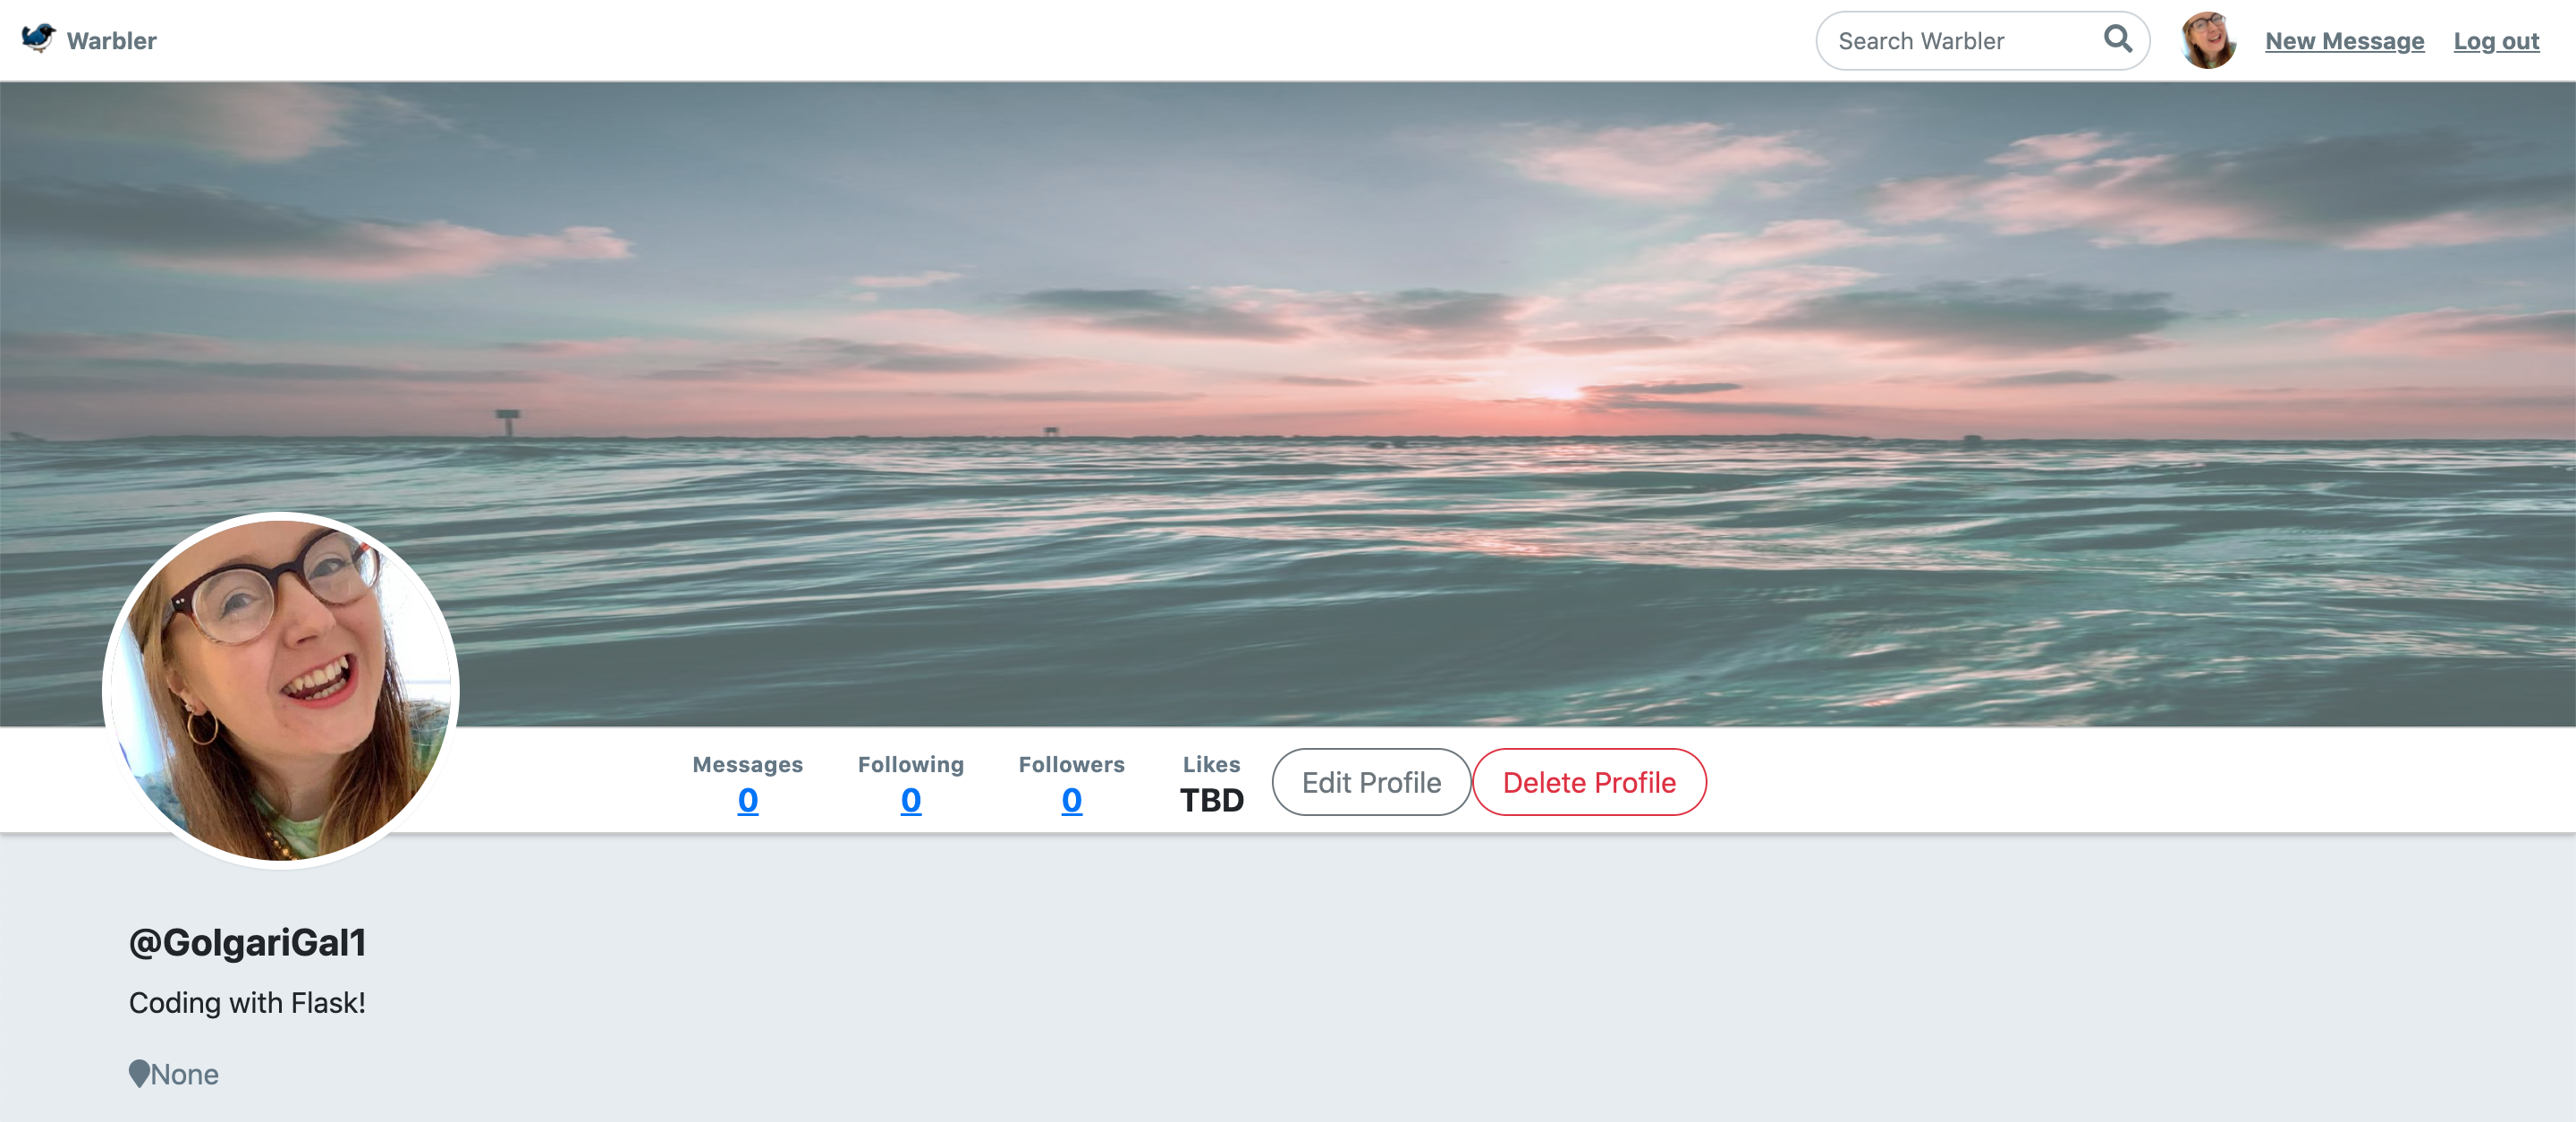 Warbler
Search Warbler
New Message
Log out
Messages
0
Following
0
Followers
0
Likes
TBD
Edit Profile
Delete Profile
@GolgariGal1
Coding with Flask!
None